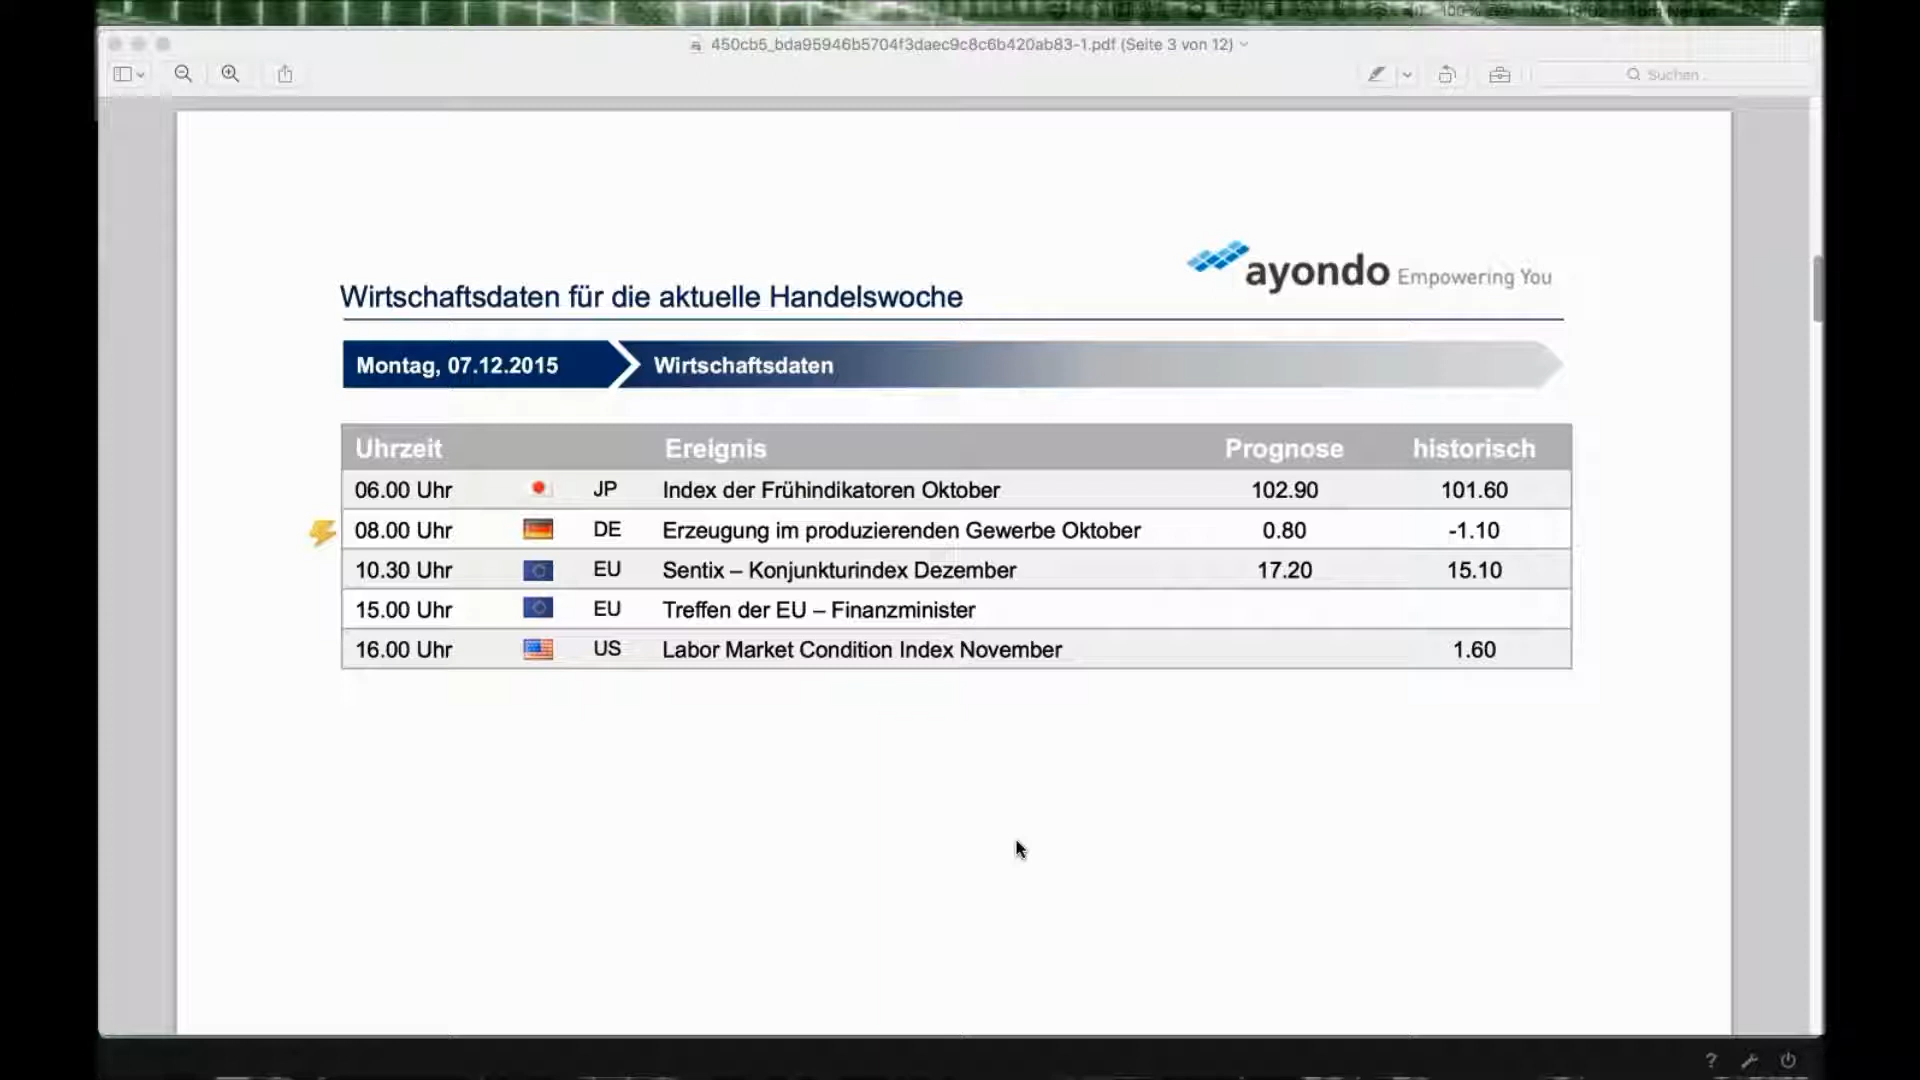 100 %
450cb5_bda95946b5704f3daec9c8c6b420ab83-1.pdf (Seite 3 von 12)
Suchen
ayondo Empowering You
Wirtschaftsdaten für die aktuelle Handelswoche
Montag, 07.12.2015 Wirtschaftsdaten
Uhrzeit Ereignis Prognose historisch
06.00 Uhr JP Index der Frühindikatoren Oktober 102.90 101.60
08.00 Uhr DE Erzeugung im produzierenden Gewerbe Oktober 0.80 -1.10
10.30 Uhr EU Sentix – Konjunkturindex Dezember 17.20 15.10
15.00 Uhr EU Treffen der EU – Finanzminister
16.00 Uhr US Labor Market Condition Index November 1.60
?